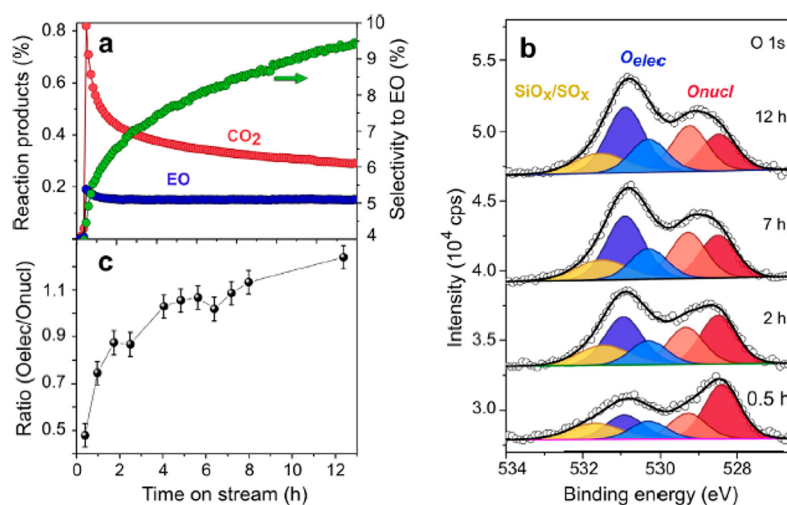 a
Reaction products (%)
0.8
0.6
0.4
0.2
CO2
EO
10
9
8
7
6
5
4
Selectivity to EO (%)
c
Ratio (Oelec/Onucl)
1.1
0.9
0.7
0.5
0 2 4 6 8 10 12
Time on stream (h)
b
O 1s
Oelec
SiOx/SOx
Onucl
12 h
7 h
2 h
0.5 h
Intensity (10^4 cps)
5.5
5.0
4.5
4.0
3.5
3.0
534 532 530 528
Binding energy (eV)